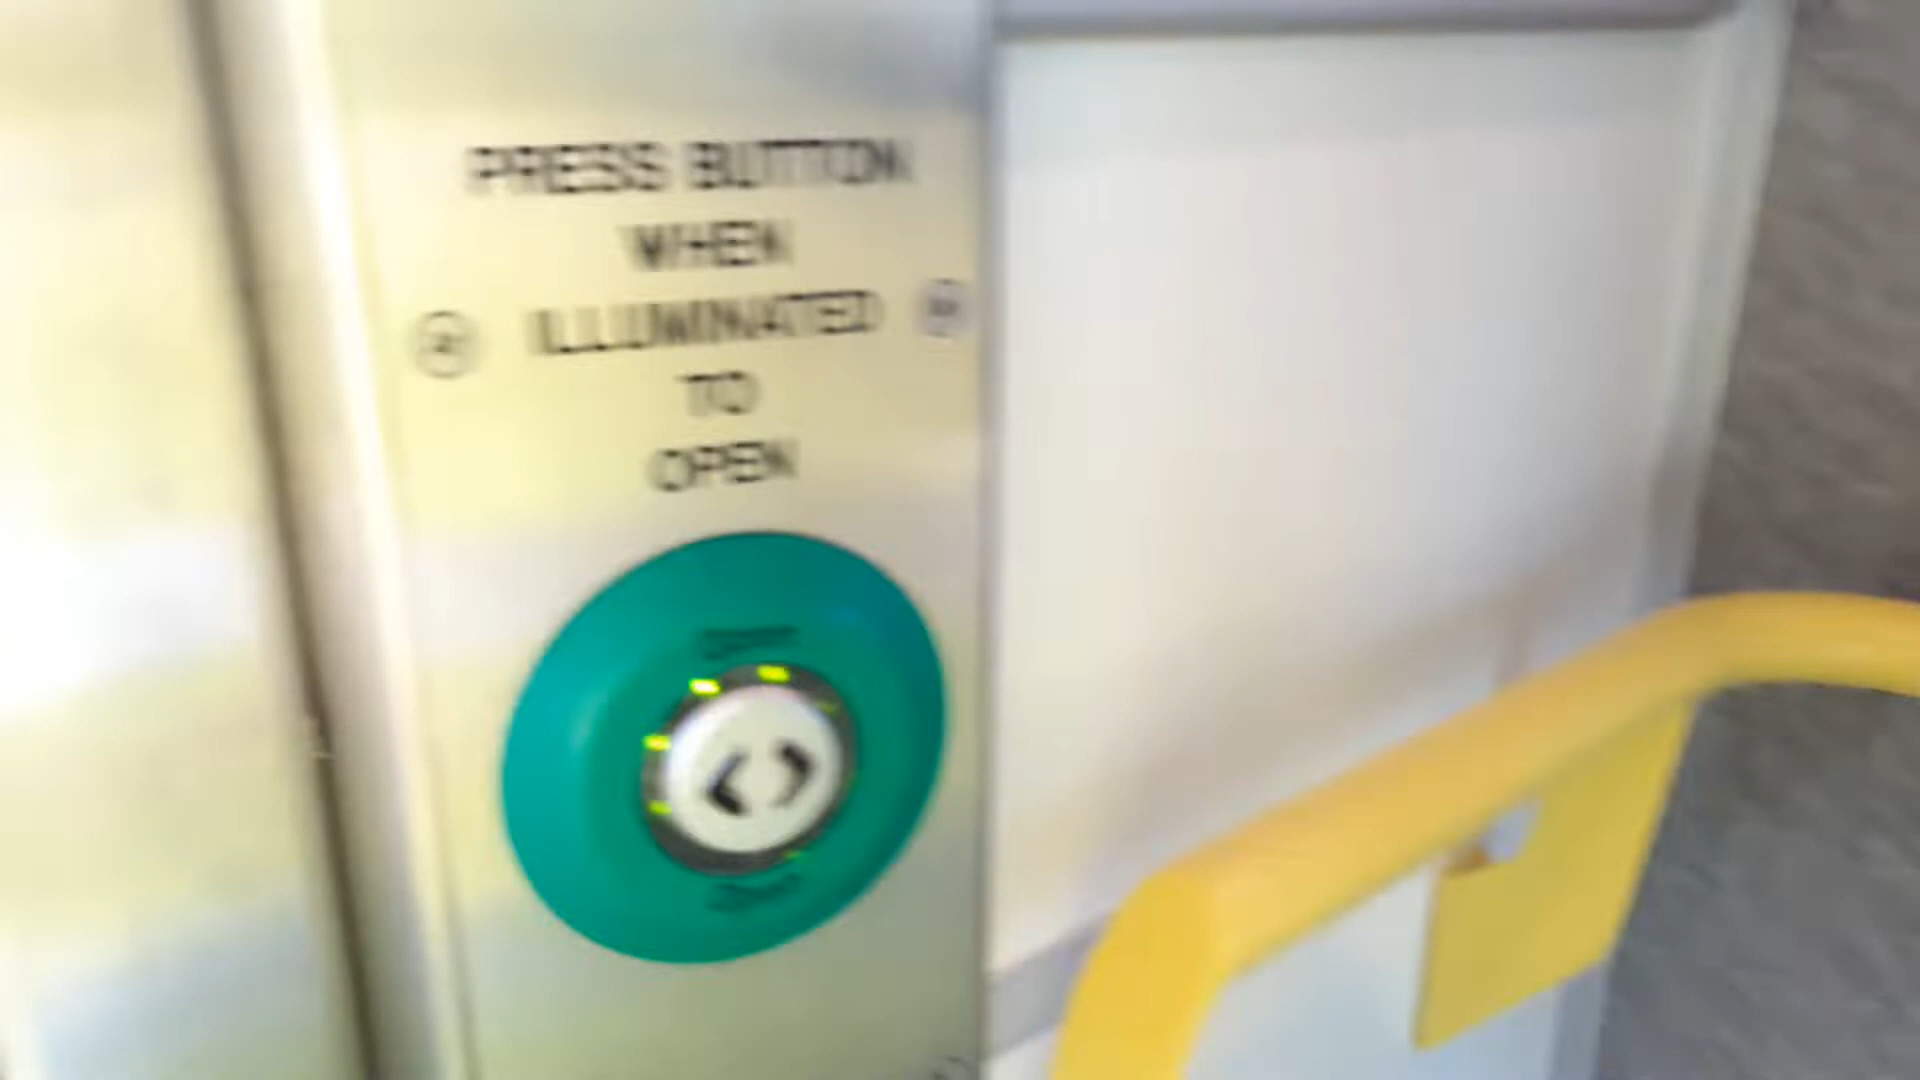 PRESS BUTTON
WHEN
ILLUMINATED
TO
OPEN